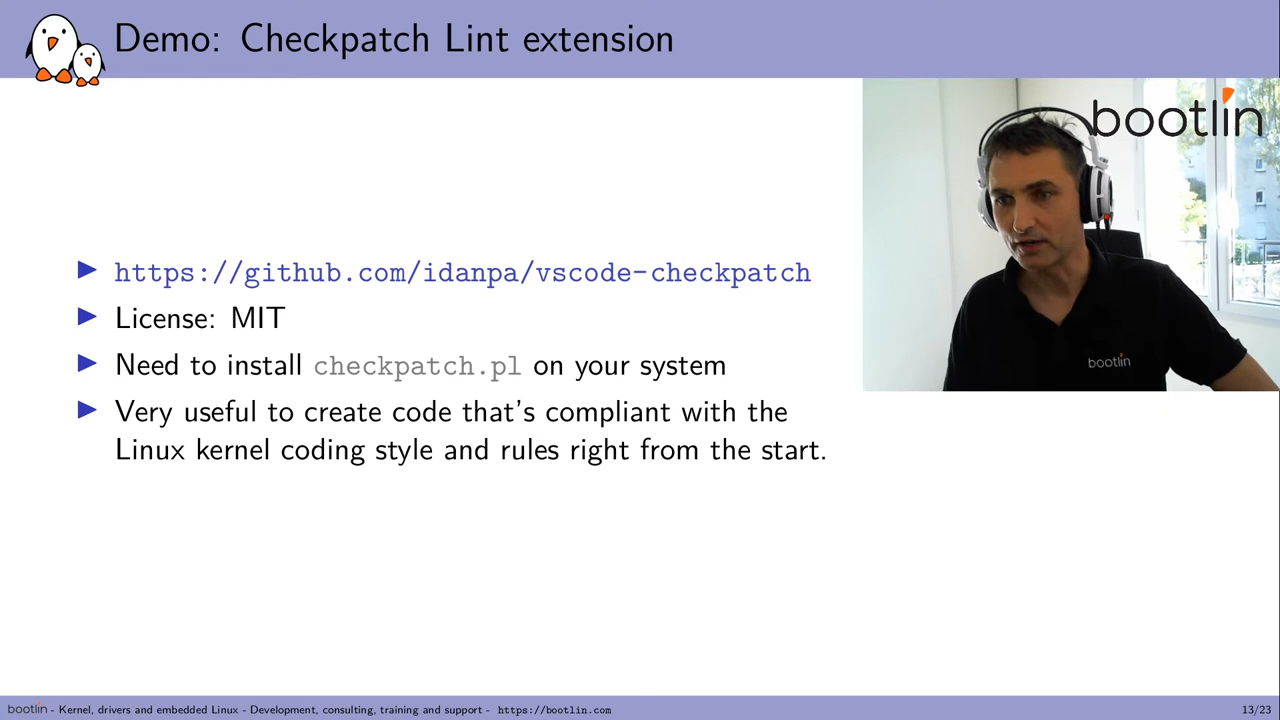 Demo: Checkpatch Lint extension
bootlin
https://github.com/idanpa/vscode-checkpatch
License: MIT
Need to install checkpatch.pl on your system
bootlin
Very useful to create code that's compliant with the
Linux kernel coding style and rules right from the start.
bootlin - Kernel, drivers and embedded Linux - Development, consulting, training and support - https://bootlin.com
13/23